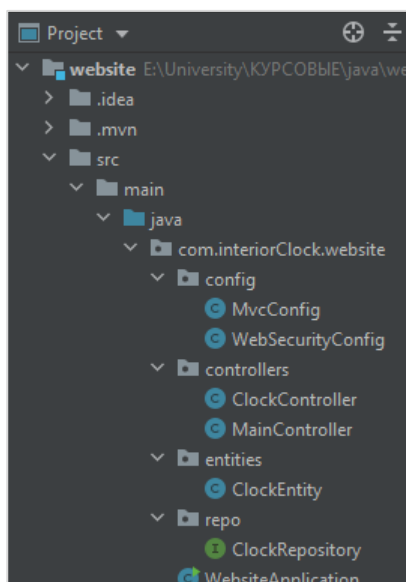 Project
website E:\University\КУРСОВЫЕ\java\we
.idea
.mvn
src
main
java
com.interiorClock.website
config
MvcConfig
WebSecurityConfig
controllers
ClockController
MainController
entities
ClockEntity
repo
ClockRepository
WebsiteApplication